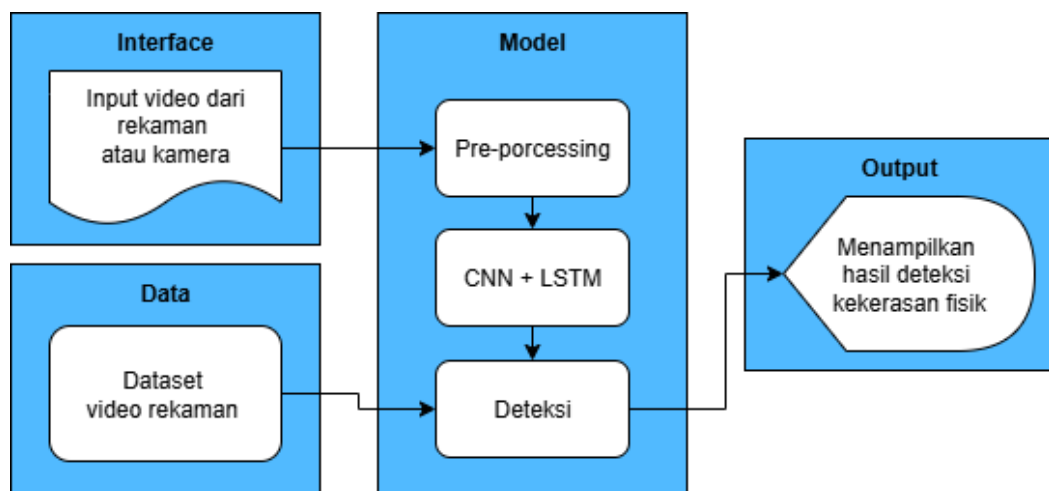 Interface
Input video dari
rekaman
atau kamera
Data
Dataset
video rekaman
Model
Pre-porcessing
CNN + LSTM
Deteksi
Output
Menampilkan
hasil deteksi
kekerasan fisik